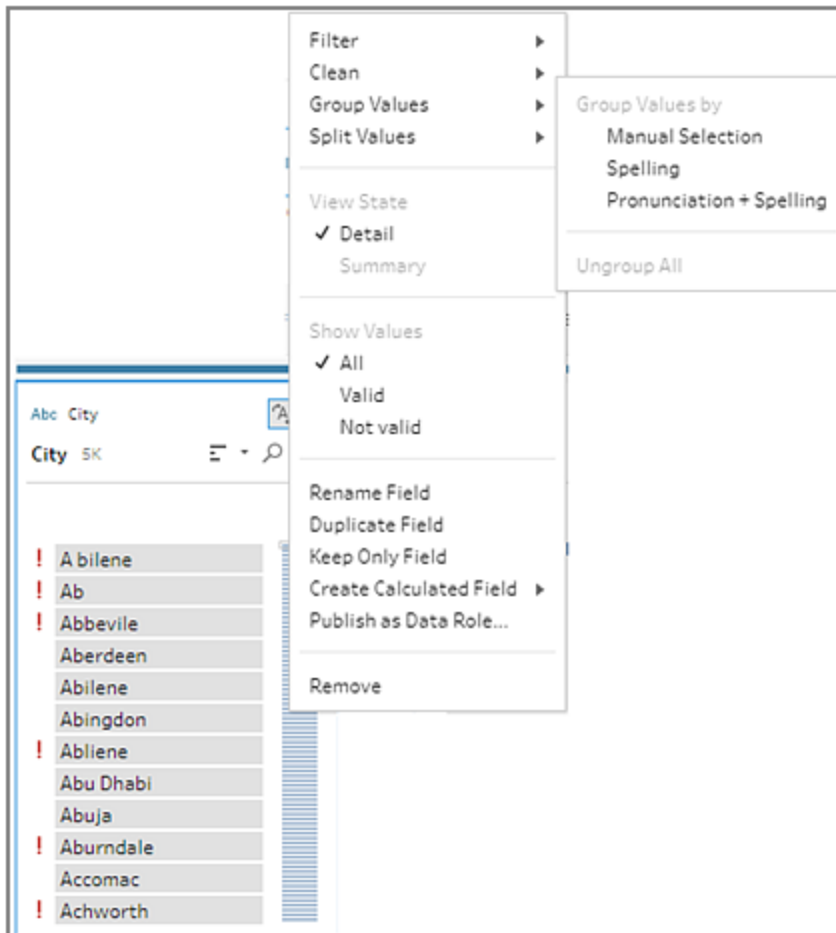 Filter
Clean
Group Values
Split Values
View State
✓ Detail
Summary
Show Values
✓ All
Valid
Not valid
Rename Field
Duplicate Field
Keep Only Field
Create Calculated Field
Publish as Data Role...
Remove
Group Values by
Manual Selection
Spelling
Pronunciation + Spelling
Ungroup All
Abc City
City 5K
! A bilene
! Ab
! Abbevile
Aberdeen
Abilene
Abingdon
! Abliene
Abu Dhabi
Abuja
! Aburndale
Accomac
! Achworth